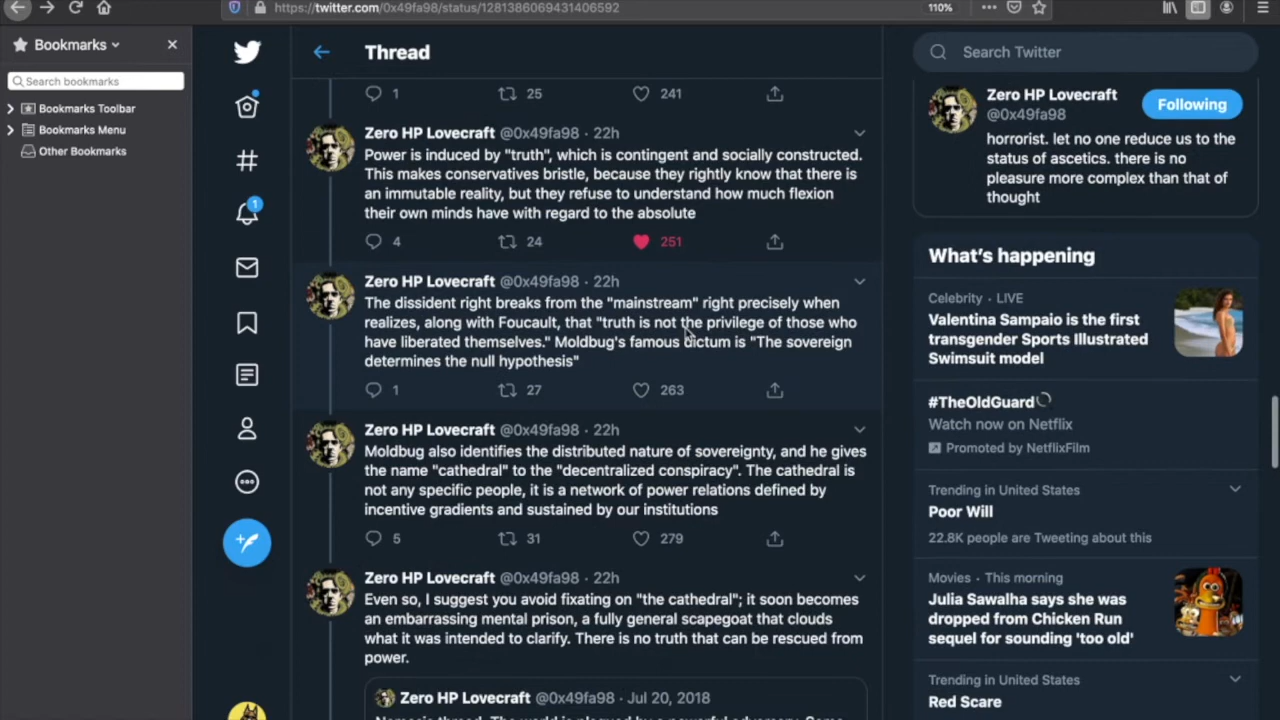 https://twitter.com/0x49fa98/status/1281386069431406592
110%
Bookmarks
Search bookmarks
Bookmarks Toolbar
Bookmarks Menu
Other Bookmarks
1
Thread
1 25 241
Zero HP Lovecraft @0x49fa98 · 22h
Power is induced by "truth", which is contingent and socially constructed.
This makes conservatives bristle, because they rightly know that there is
an immutable reality, but they refuse to understand how much flexion
their own minds have with regard to the absolute
4 24 251
Zero HP Lovecraft @0x49fa98 · 22h
The dissident right breaks from the "mainstream" right precisely when
realizes, along with Foucault, that "truth is not the privilege of those who
have liberated themselves." Moldbug's famous dictum is "The sovereign
determines the null hypothesis"
1 27 263
Zero HP Lovecraft @0x49fa98 · 22h
Moldbug also identifies the distributed nature of sovereignty, and he gives
the name "cathedral" to the "decentralized conspiracy". The cathedral is
not any specific people, it is a network of power relations defined by
incentive gradients and sustained by our institutions
5 31 279
Zero HP Lovecraft @0x49fa98 · 22h
Even so, I suggest you avoid fixating on "the cathedral"; it soon becomes
an embarrassing mental prison, a fully general scapegoat that clouds
what it was intended to clarify. There is no truth that can be rescued from
power.
Zero HP Lovecraft @0x49fa98 · Jul 20, 2018
Search Twitter
Zero HP Lovecraft
@0x49fa98
Following
horrorist. let no one reduce us to the
status of ascetics. there is no
pleasure more complex than that of
thought
What's happening
Celebrity · LIVE
Valentina Sampaio is the first
transgender Sports Illustrated
Swimsuit model
#TheOldGuard
Watch now on Netflix
Promoted by NetflixFilm
Trending in United States
Poor Will
22.8K people are Tweeting about this
Movies · This morning
Julia Sawalha says she was
dropped from Chicken Run
sequel for sounding 'too old'
Trending in United States
Red Scare